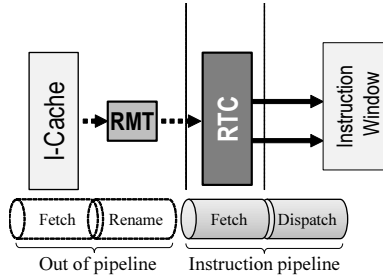 I-Cache
RMT
RTC
Instruction
Window
Fetch
Rename
Fetch
Dispatch
Out of pipeline
Instruction pipeline